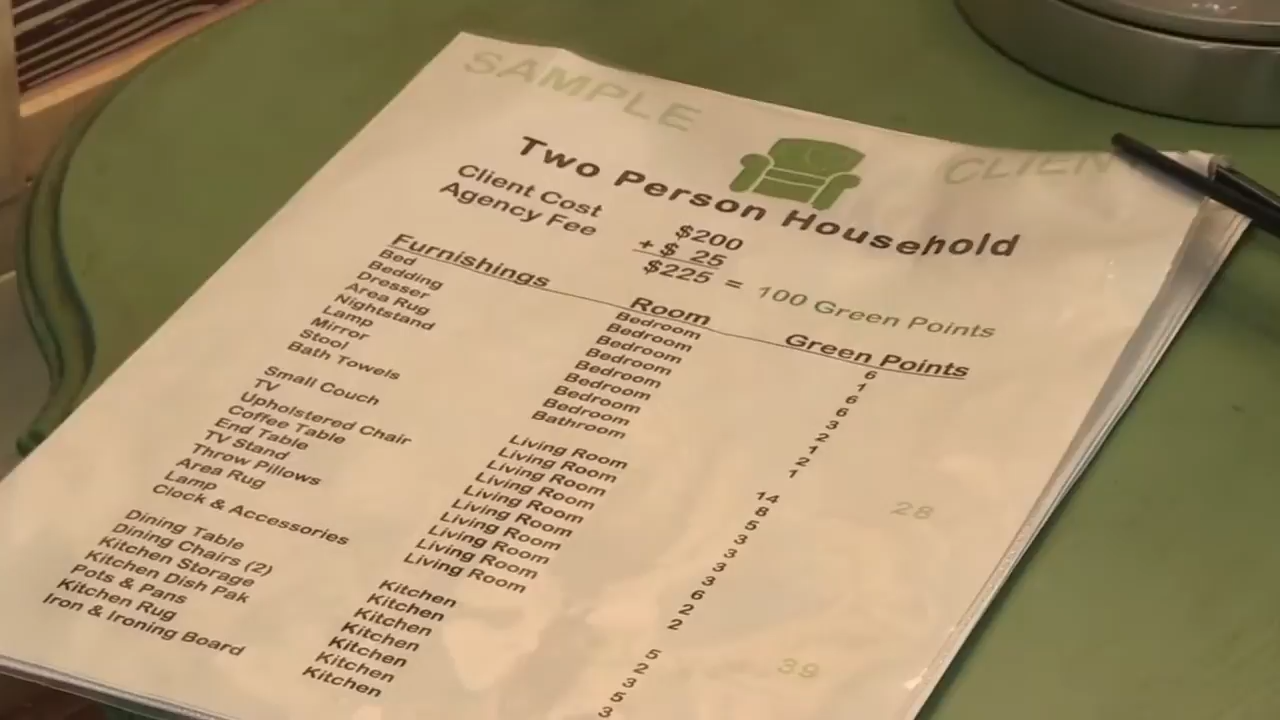 SAMPLE
CLIEN
Two Person Household
Client Cost $200
Agency Fee + $ 25
$225 = 100 Green Points
Furnishings
Bed
Bedding
Dresser
Area Rug
Nightstand
Lamp
Mirror
Stool
Bath Towels
Small Couch
TV
Upholstered Chair
Coffee Table
End Table
TV Stand
Throw Pillows
Area Rug
Lamp
Clock & Accessories
Dining Table
Dining Chairs (2)
Kitchen Storage
Kitchen Dish Pak
Pots & Pans
Kitchen Rug
Iron & Ironing Board
Room
Bedroom
Bedroom
Bedroom
Bedroom
Bedroom
Bedroom
Bedroom
Bedroom
Bathroom
Living Room
Living Room
Living Room
Living Room
Living Room
Living Room
Living Room
Living Room
Living Room
Living Room
Kitchen
Kitchen
Kitchen
Kitchen
Kitchen
Kitchen
Kitchen
Green Points
6
1
6
6
3
2
1
2
1
28
14
8
5
3
3
3
6
2
2
39
5
2
3
5
3